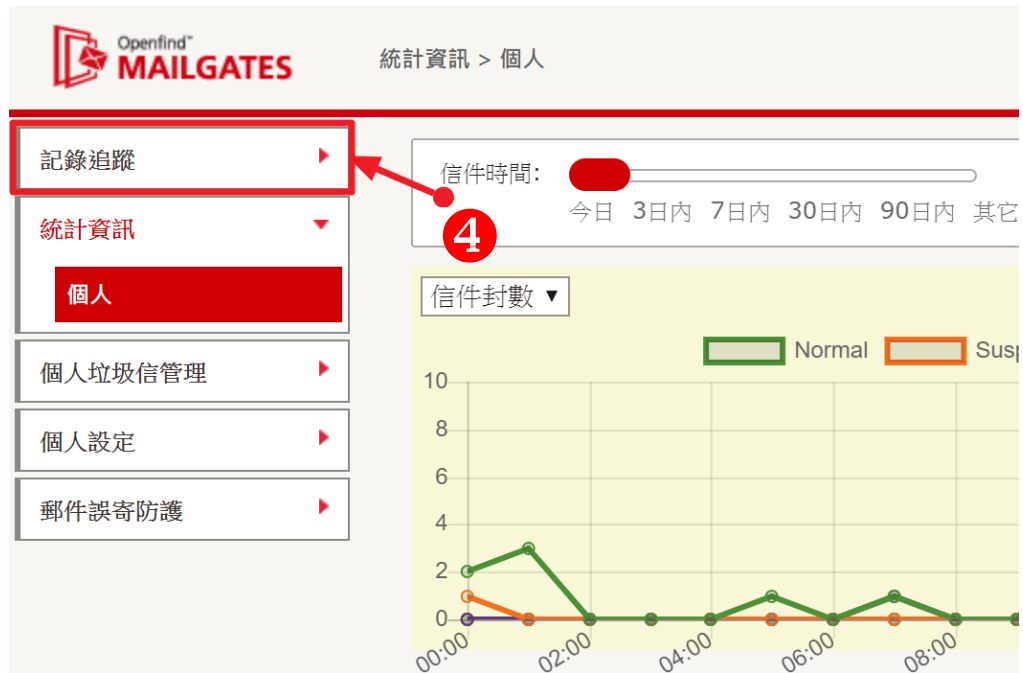 Openfind™
MAILGATES
統計資訊 > 個人
記錄追蹤
統計資訊
個人
個人垃圾信管理
個人設定
郵件誤寄防護
信件時間:
今日 3日內 7日內 30日內 90日內 其它
4
信件封數 ▼
Normal Susp
10
8
6
4
2
0
00:00 02:00 04:00 06:00 08:00